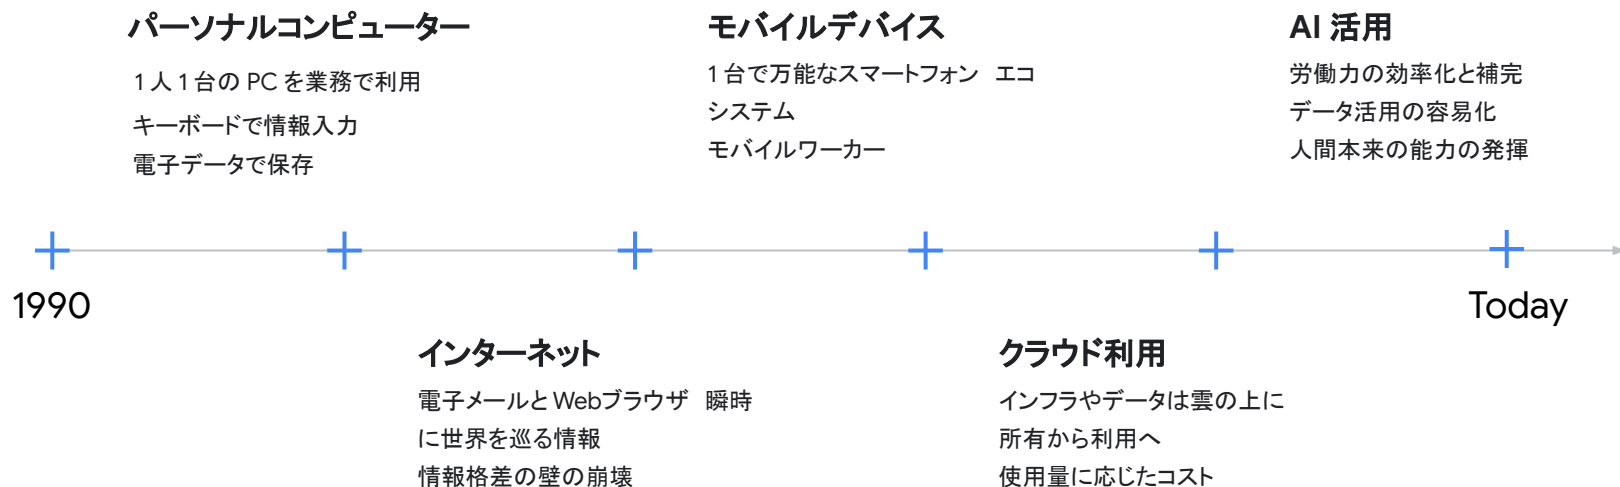 パーソナルコンピューター
1人1台の PC を業務で利用
キーボードで情報入力
電子データで保存
モバイルデバイス
1台で万能なスマートフォン　エコ
システム
モバイルワーカー
AI 活用
労働力の効率化と補完
データ活用の容易化
人間本来の能力の発揮
1990
Today
インターネット
電子メールと Webブラウザ　瞬時
に世界を巡る情報
情報格差の壁の崩壊
クラウド利用
インフラやデータは雲の上に
所有から利用へ
使用量に応じたコスト